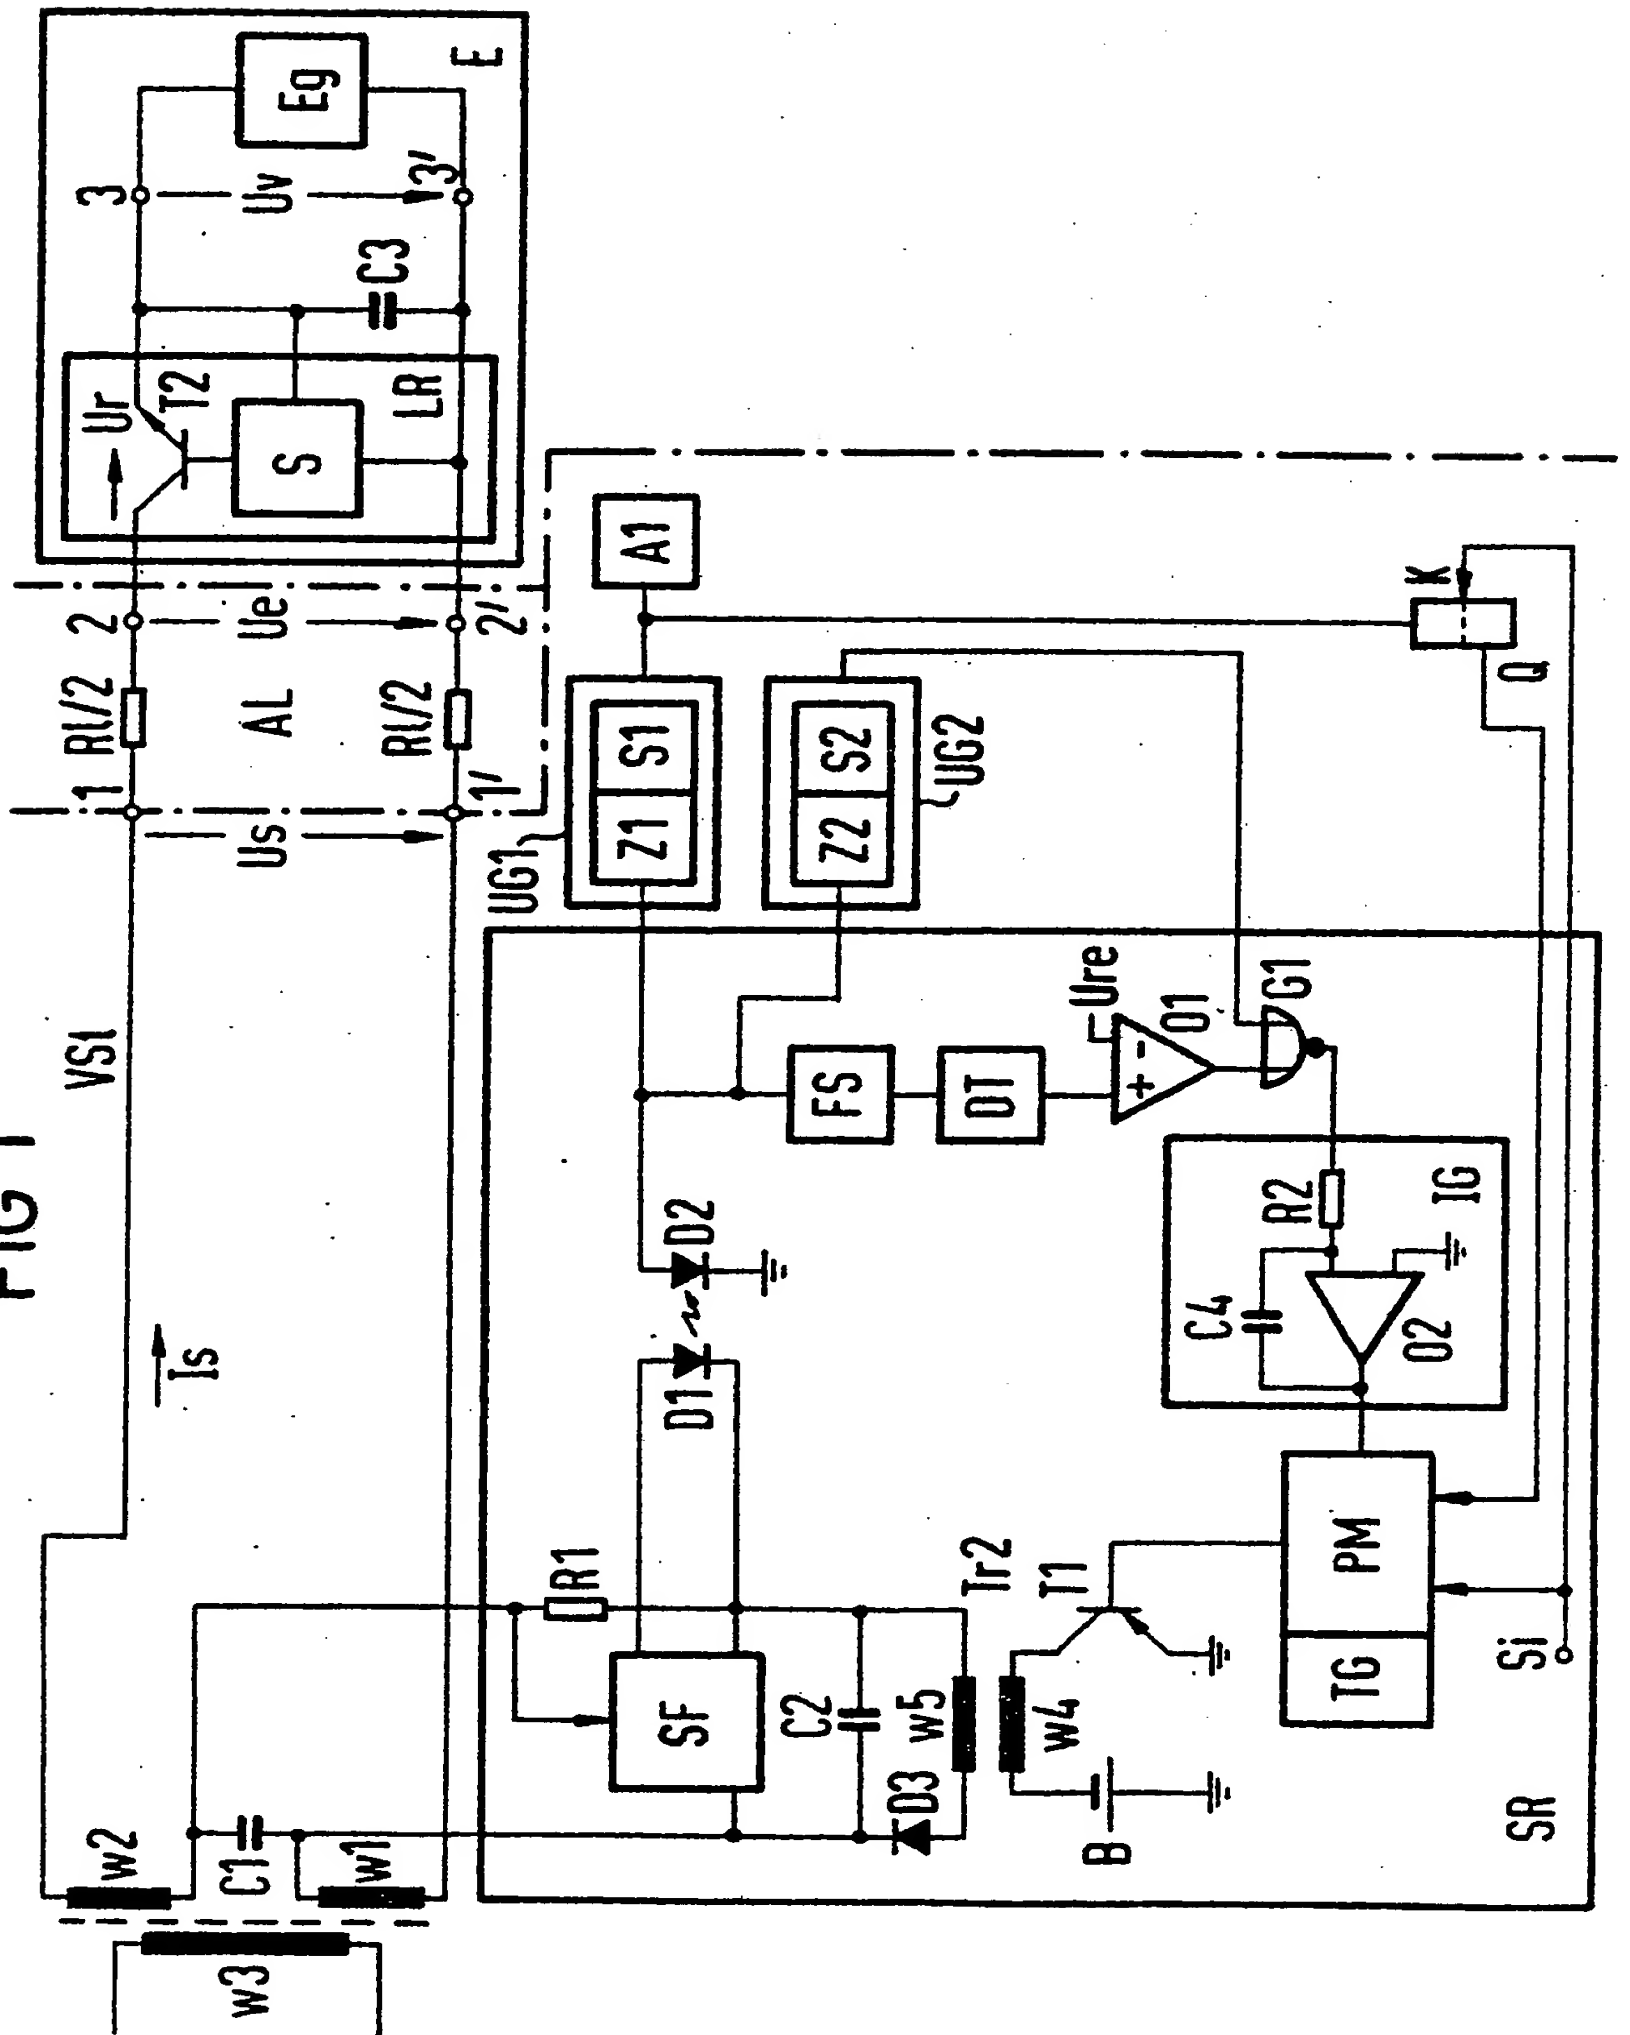 FIG 1
w3
w2
C1
w1
VS1
Is
1
1'
Us
Rl/2
AL
Rl/2
2
2'
Ue
Ur
T2
S
LR
C3
3
3'
Uv
Eg
E
UG1
Z1 S1
A1
UG2
Z2 S2
K
Q
SF
R1
D1
D2
FS
DT
Ure
+ -
O1
G1
R2
C4
O2
IG
C2
D3
w5
Tr2
w4
T1
B
TG PM
Si
SR